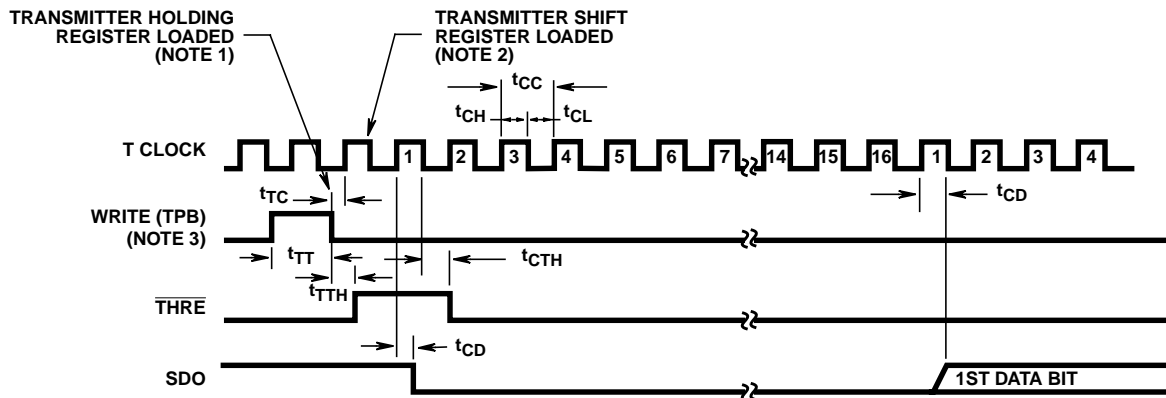 TRANSMITTER HOLDING
REGISTER LOADED
(NOTE 1)
TRANSMITTER SHIFT
REGISTER LOADED
(NOTE 2)
tCC
tCH
tCL
T CLOCK
1 2 3 4 5 6 7 14 15 16 1 2 3 4
tTC
tCD
WRITE (TPB)
(NOTE 3)
tTT
tCTH
tTTH
THRE
tCD
SDO
1ST DATA BIT